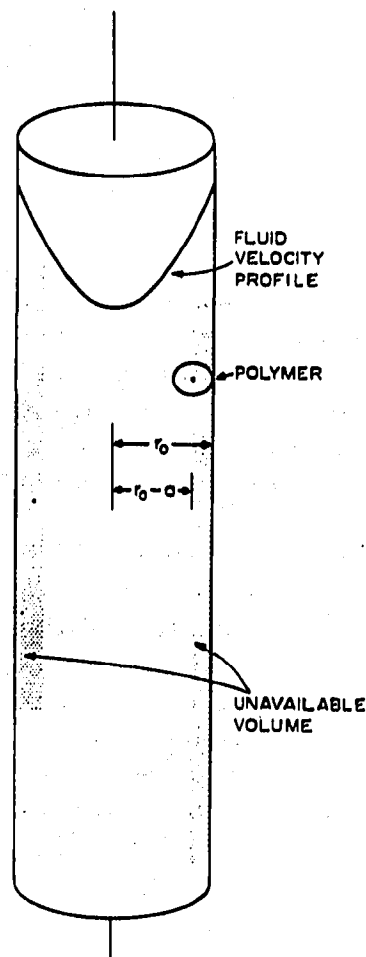 FLUID
VELOCITY
PROFILE
POLYMER
r₀
r₀-a
UNAVAILABLE
VOLUME